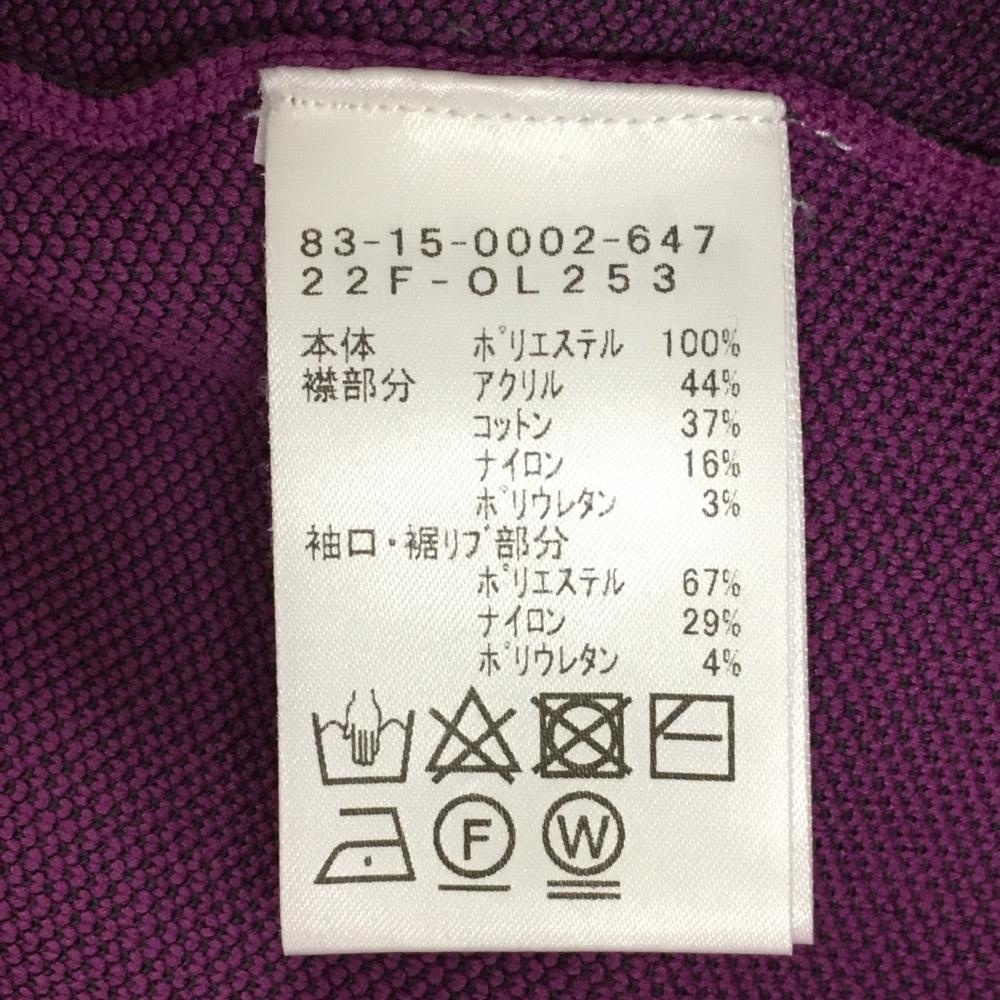 83-15-0002-647
22F-OL253
本体 ポリエステル 100%
襟部分 アクリル 44%
コットン 37%
ナイロン 16%
ポリウレタン 3%
袖口・裾リブ部分
ポリエステル 67%
ナイロン 29%
ポリウレタン 4%
F W